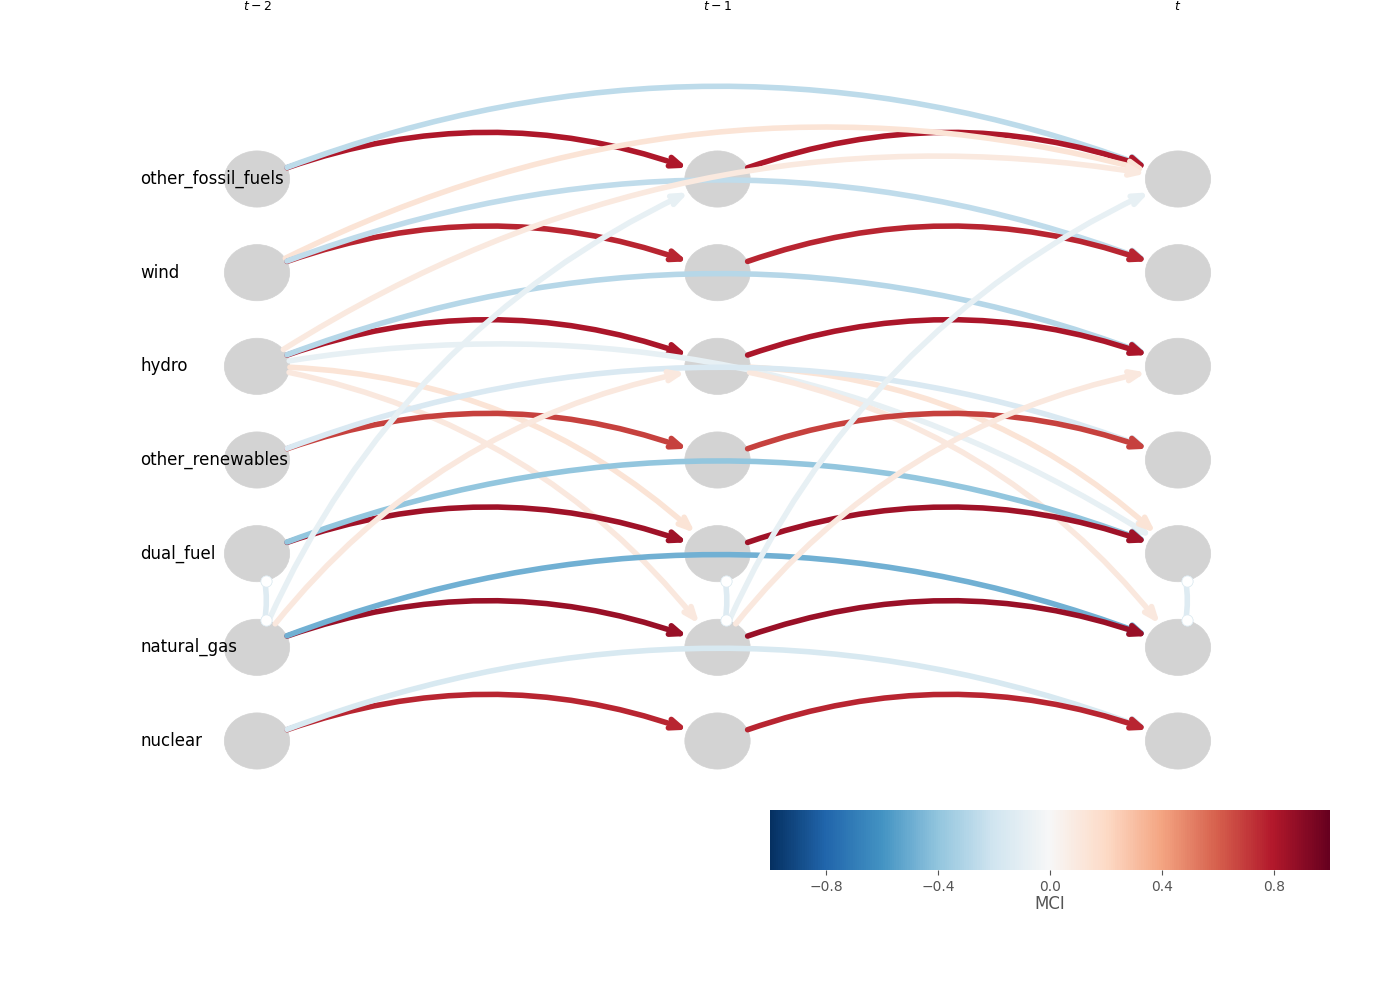 t − 2 t − 1 t
other_fossil_fuels
wind
hydro
other_renewables
dual_fuel
natural_gas
nuclear
−0.8 −0.4 0.0 0.4 0.8
MCI